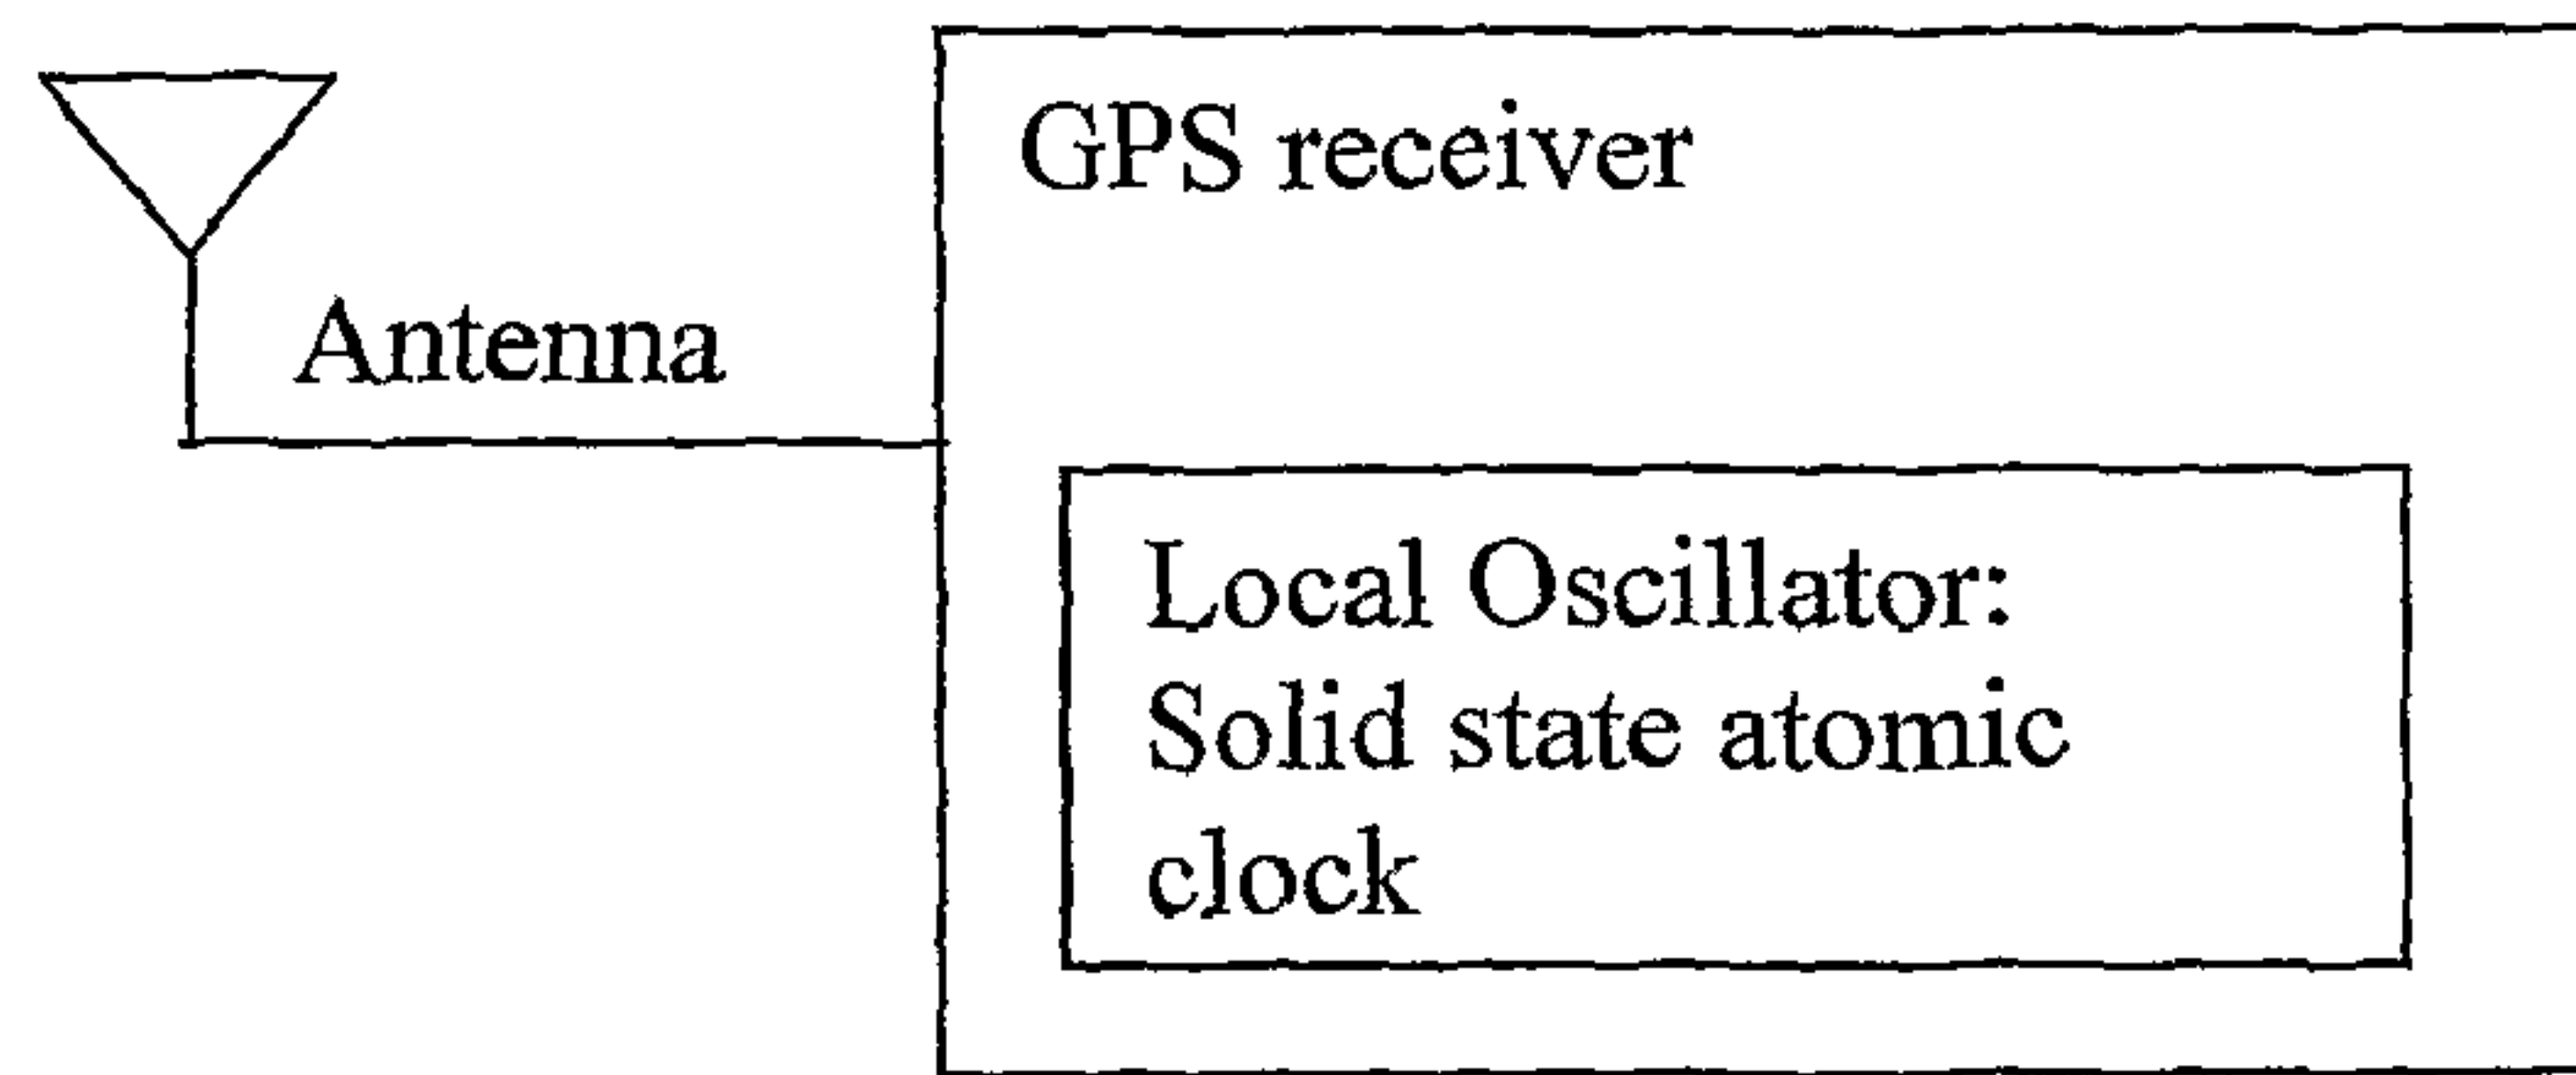 GPS receiver
Antenna
Local Oscillator:
Solid state atomic
clock